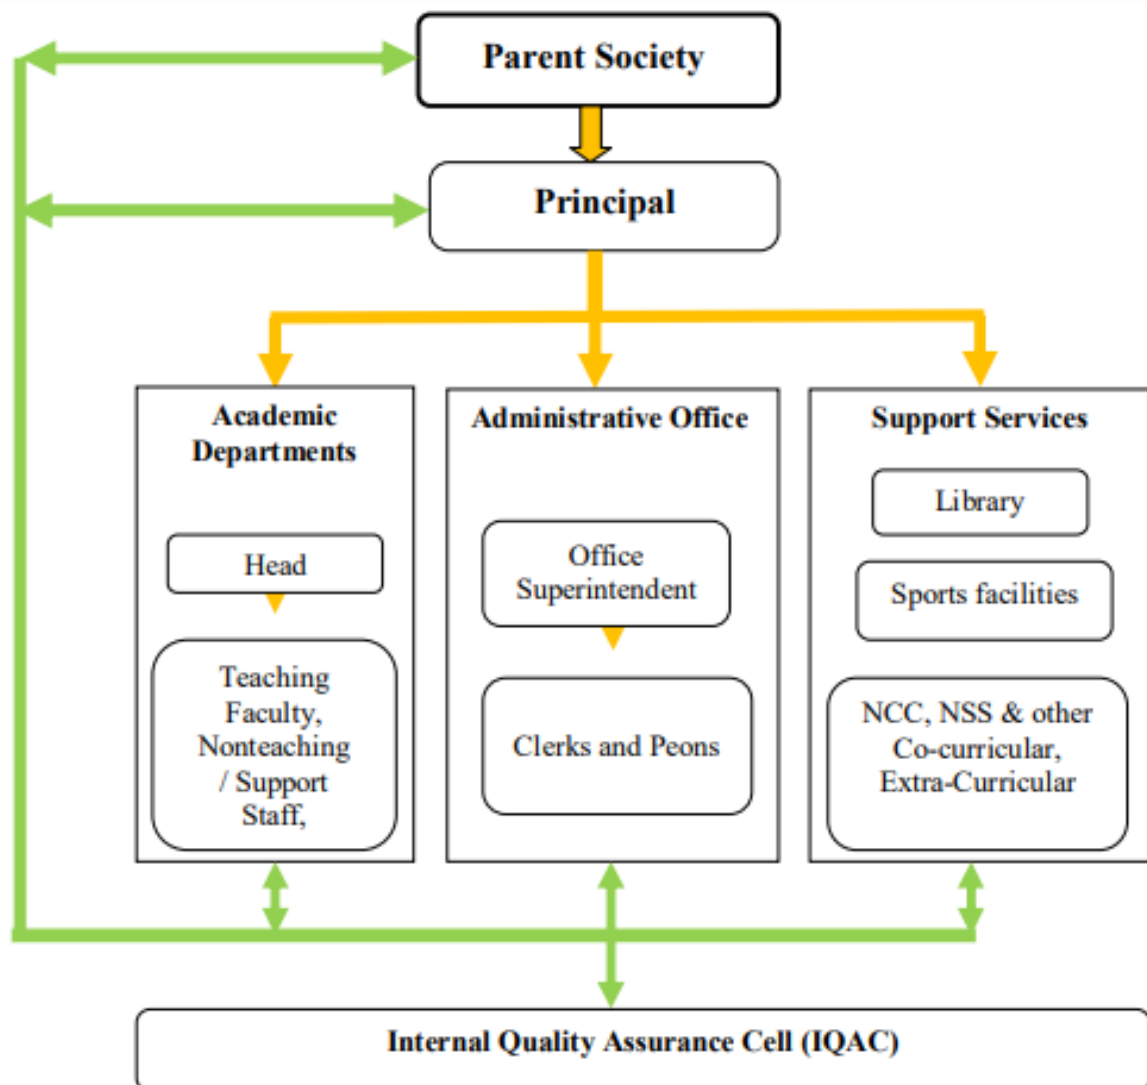 Parent Society
Principal
Academic
Departments
Head
Teaching
Faculty,
Nonteaching
/ Support
Staff,
Administrative Office
Office
Superintendent
Clerks and Peons
Support Services
Library
Sports facilities
NCC, NSS & other
Co-curricular,
Extra-Curricular
Internal Quality Assurance Cell (IQAC)